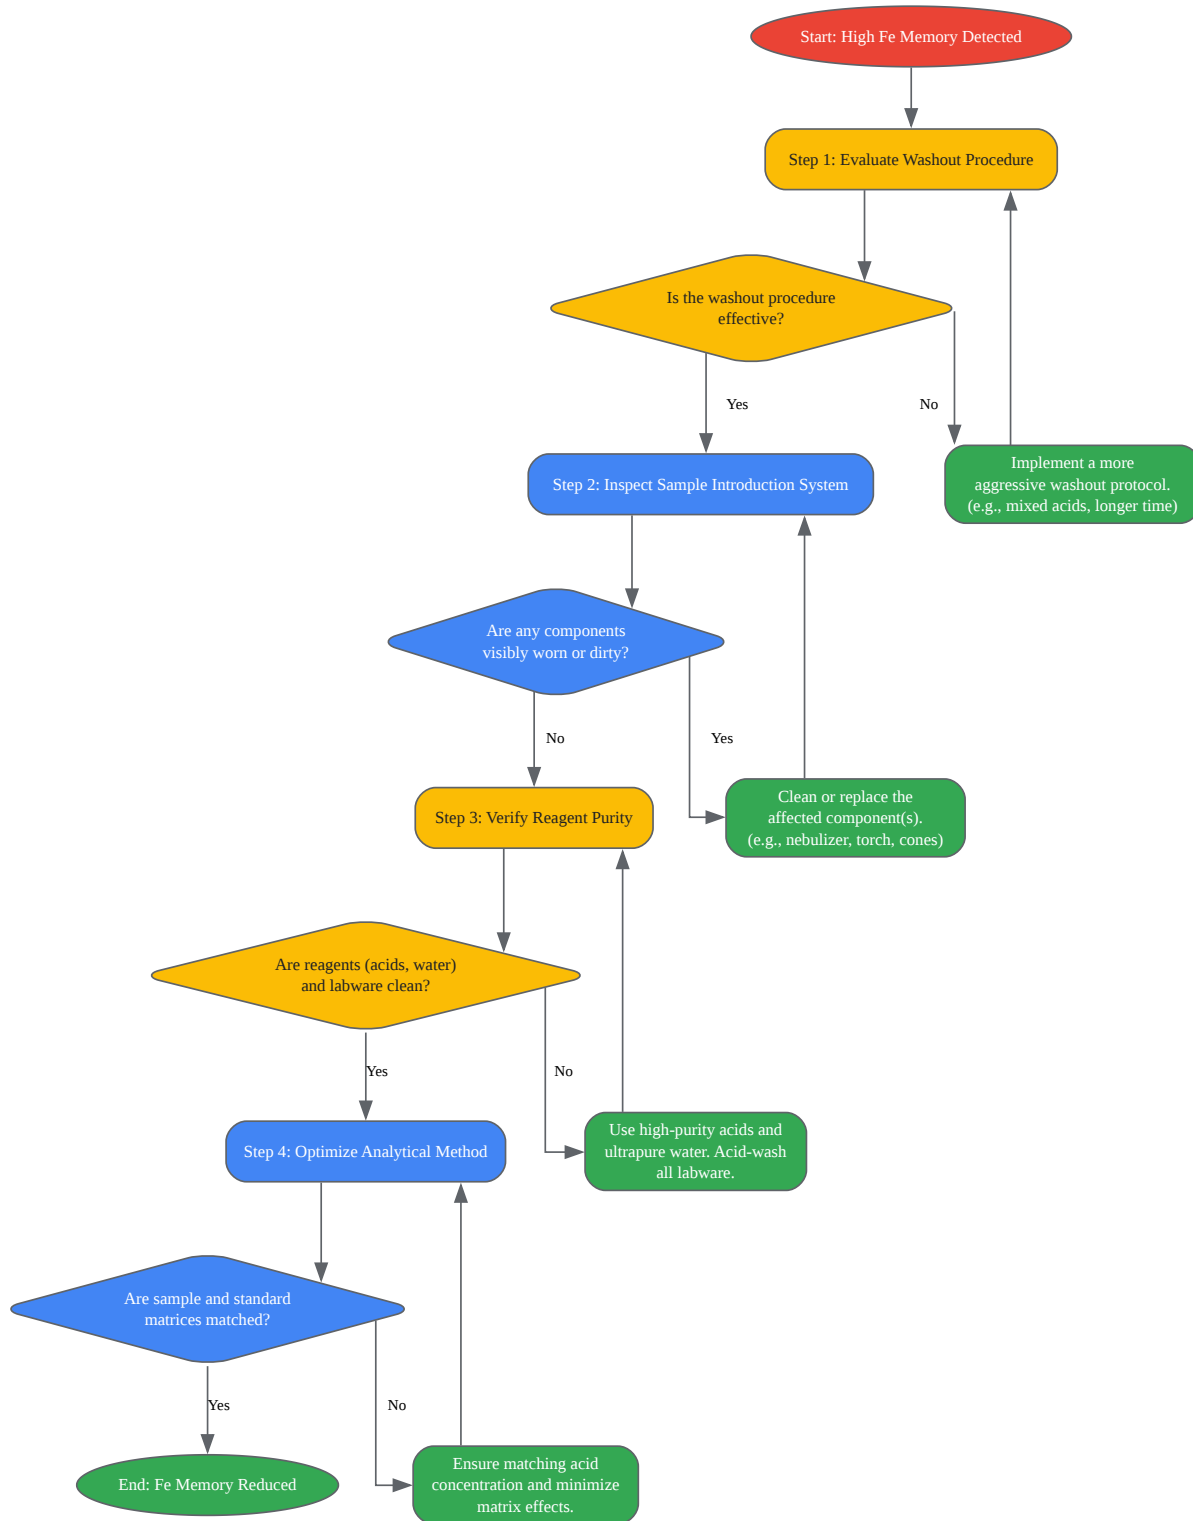 Start: High Fe Memory Detected
Step 1: Evaluate Washout Procedure
Is the washout procedure
effective?
Yes
No
Implement a more
aggressive washout protocol.
(e.g., mixed acids, longer time)
Step 2: Inspect Sample Introduction System
Are any components
visibly worn or dirty?
No
Yes
Clean or replace the
affected component(s).
(e.g., nebulizer, torch, cones)
Step 3: Verify Reagent Purity
Are reagents (acids, water)
and labware clean?
Yes
No
Use high-purity acids and
ultrapure water. Acid-wash
all labware.
Step 4: Optimize Analytical Method
Are sample and standard
matrices matched?
Yes
No
Ensure matching acid
concentration and minimize
matrix effects.
End: Fe Memory Reduced